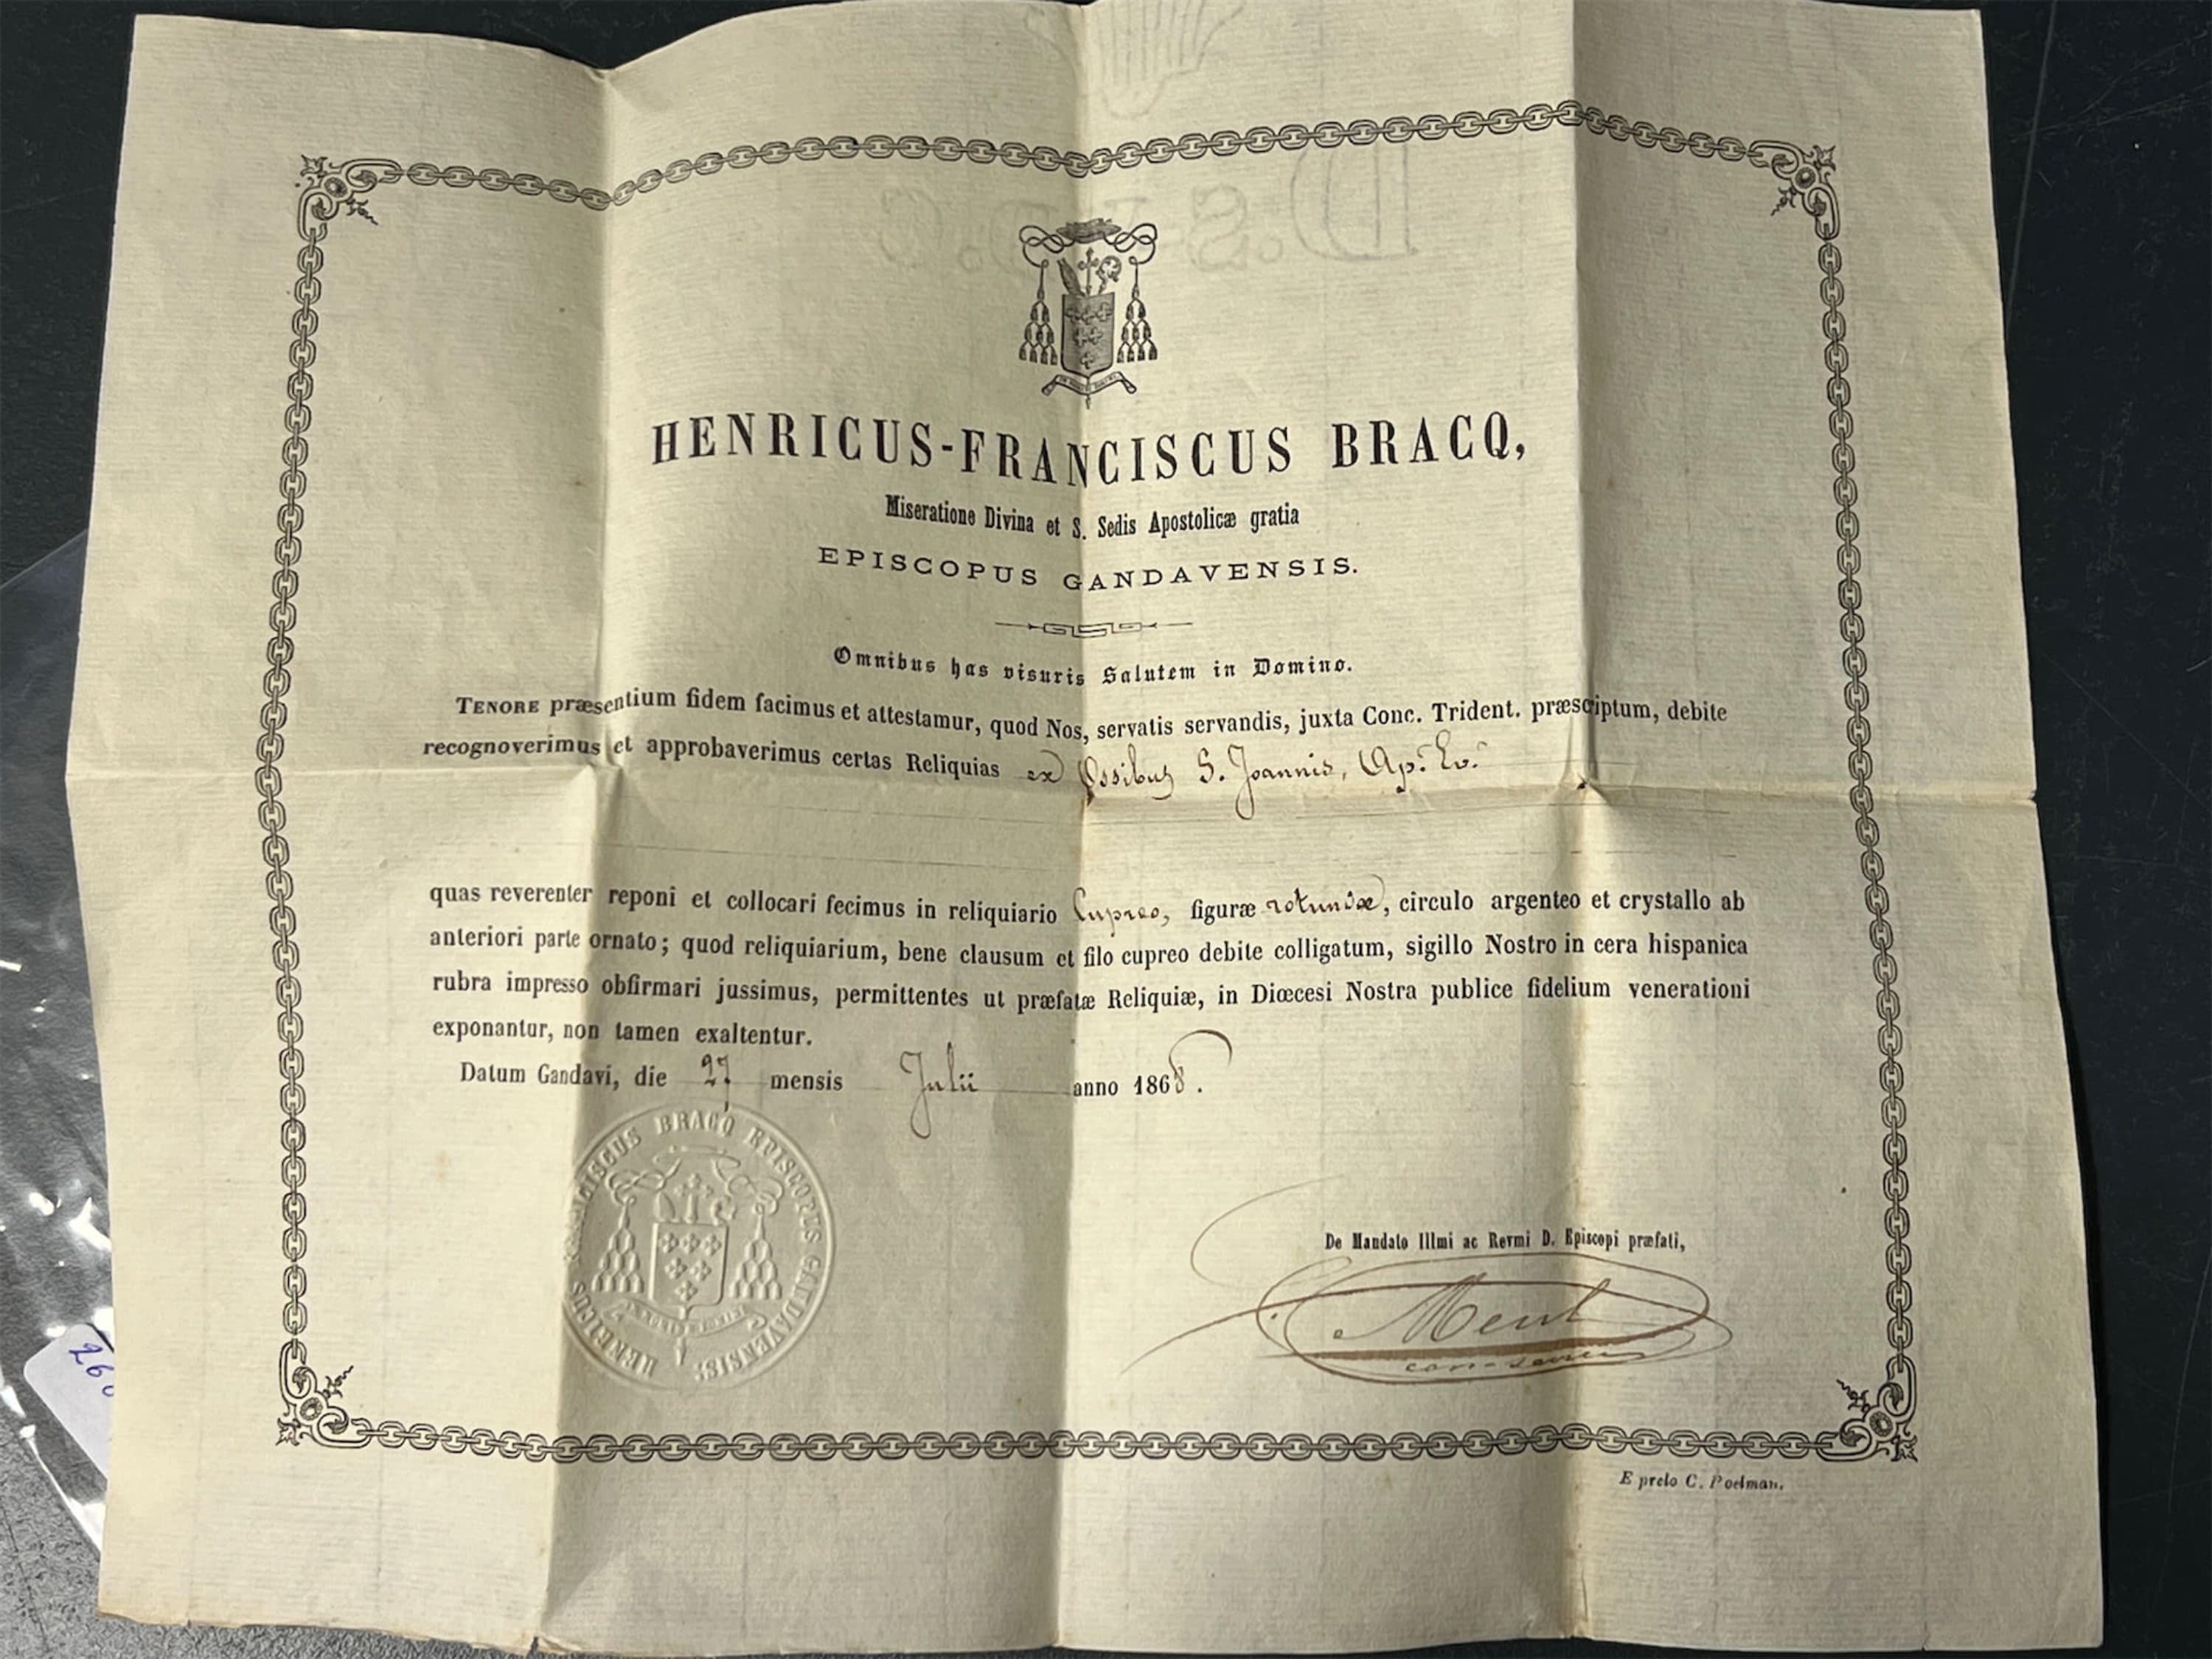 D. S. V. D. C
HENRICUS-FRANCISCUS BRACQ,
Miseratione Divina et S. Sedis Apostolicæ gratia
EPISCOPUS GANDAVENSIS.
Omnibus has visuris Salutem in Domino.
TENORE præsentium fidem facimus et attestamur, quod Nos, servatis servandis, juxta Conc. Trident. præscriptum, debite
recognoverimus et approbaverimus certas Reliquias ex Ossibus S. Joannis, Ap. Ev.
quas reverenter reponi et collocari fecimus in reliquiario Cupreo, figuræ rotundæ, circulo argenteo et crystallo ab
anteriori parte ornato; quod reliquiarium, bene clausum et filo cupreo debite colligatum, sigillo Nostro in cera hispanica
rubra impresso obfirmari jussimus, permittentes ut præfatæ Reliquiæ, in Diœcesi Nostra publice fidelium venerationi
exponantur, non tamen exaltentur.
Datum Gandavi, die 27 mensis Julii anno 1868.
HENRICUS FRANCISCUS BRACQ EPISCOPUS GANDAVENSIS.
De Mandato Illmi ac Revmi D. Episcopi præfati,
E prelo C. Poelman.
260